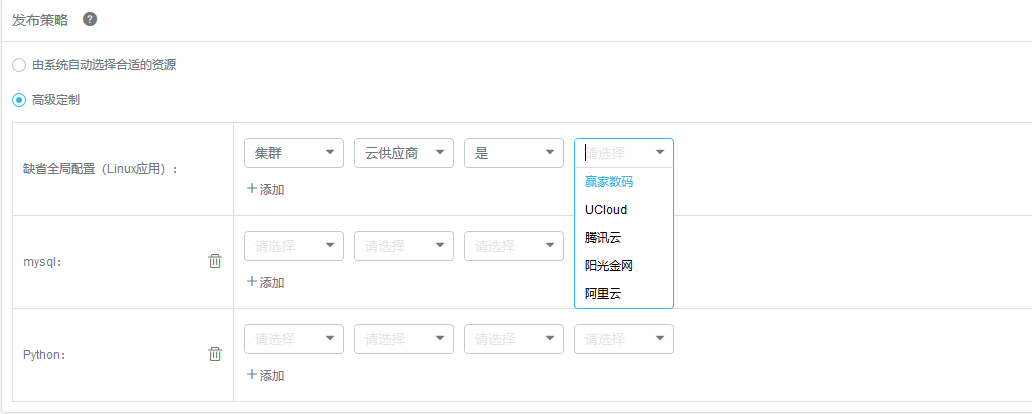 发布策略 ?
由系统自动选择合适的资源
高级定制
缺省全局配置（Linux应用）： 集群 云供应商 是 请选择
+添加
赢家数码
UCloud
腾讯云
阳光金网
阿里云
mysql： 请选择 请选择 请选择
+添加
Python： 请选择 请选择 请选择 请选择
+添加